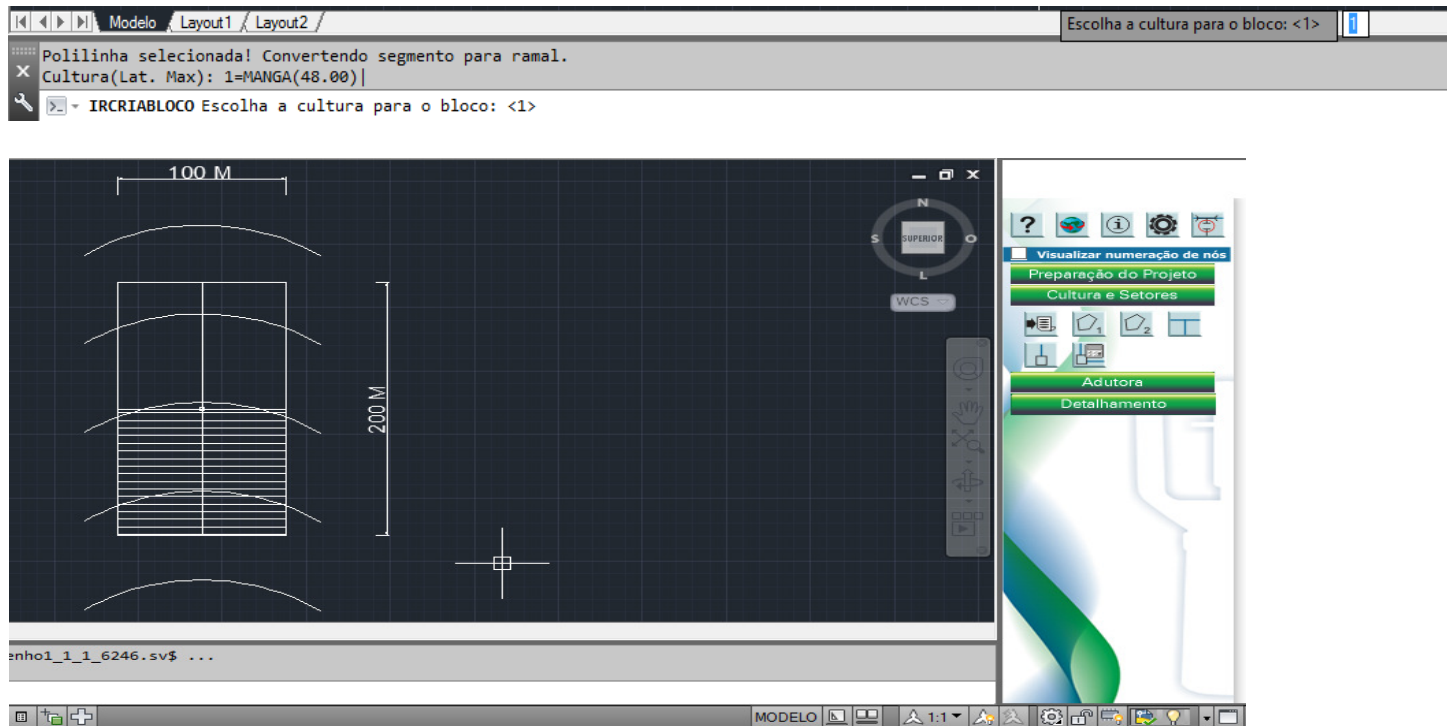 Modelo Layout1 Layout2
Escolha a cultura para o bloco: <1> 1
Polilinha selecionada! Convertendo segmento para ramal.
Cultura(Lat. Max): 1=MANGA(48.00)|
IRCRIABLOCO Escolha a cultura para o bloco: <1>
100 M
200 M
N
S SUPERIOR O
L
WCS
?
Visualizar numeração de nós
Preparação do Projeto
Cultura e Setores
1 2
Adutora
Detalhamento
enho1_1_1_6246.sv$ ...
MODELO 1:1